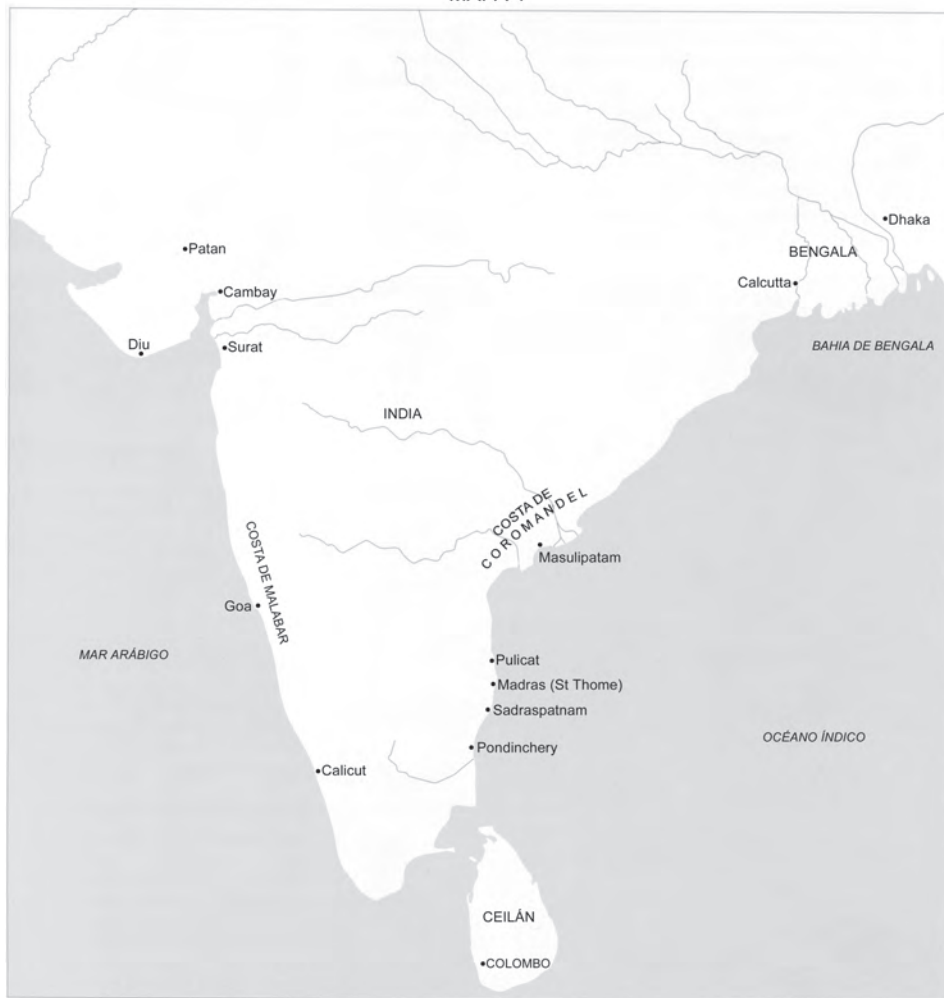 Patan
Dhaka
BENGALA
Cambay
Calcutta
Diu
Surat
BAHIA DE BENGALA
INDIA
COSTA DE
COROMANDEL
Masulipatam
COSTA DE MALABAR
Goa
MAR ARÁBIGO
Pulicat
Madras (St Thome)
Sadraspatnam
OCÉANO ÍNDICO
Pondinchery
Calicut
CEILÁN
COLOMBO